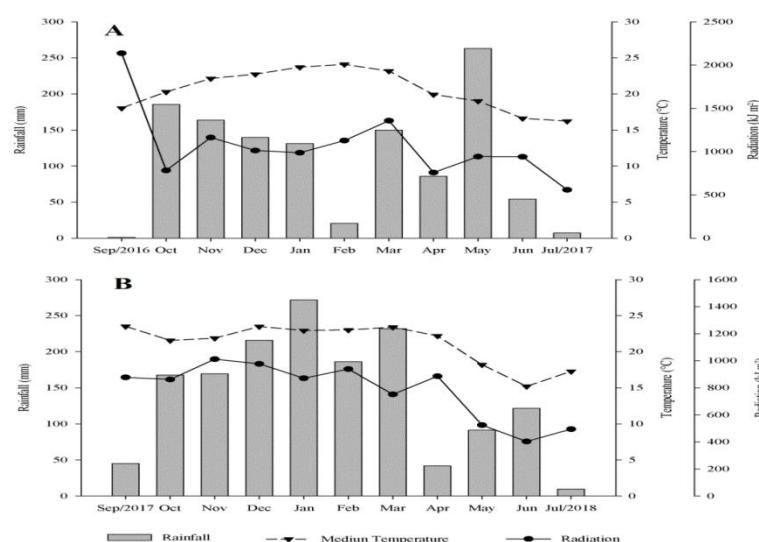 A
300 30 2500
250 25 2000
200 20 1500
150 15 1000
100 10 500
50 5
0 0 0
Rainfall (mm)
Temperature (°C)
Radiation (kJ m²)
Sep/2016 Oct Nov Dec Jan Feb Mar Apr May Jun Jul/2017
B
300 30 1600
250 25 1400
200 20 1200
150 15 1000
100 10 800
50 5 600
0 0 400
200
0
Rainfall (mm)
Temperature (°C)
Sep/2017 Oct Nov Dec Jan Feb Mar Apr May Jun Jul/2018
Rainfall Mediun Temperature Radiation